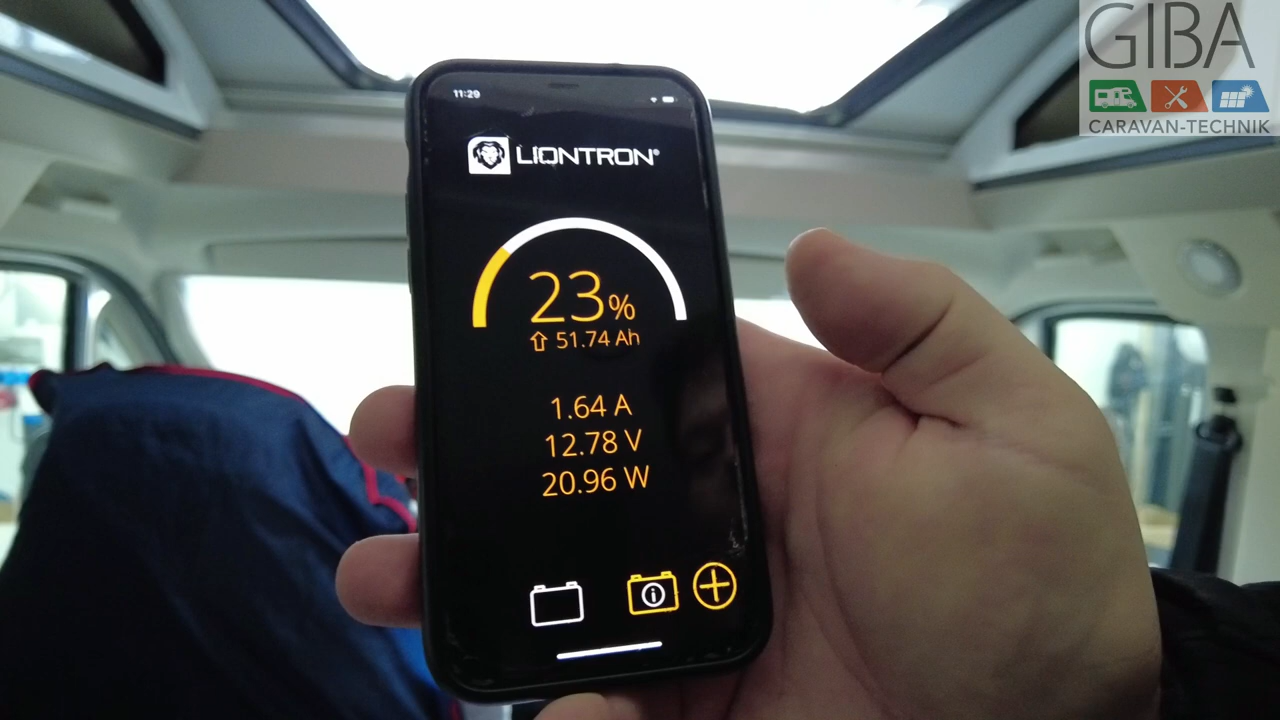 GIBA
CARAVAN-TECHNIK
11:29
LIONTRON®
23%
⇧ 51.74 Ah
1.64 A
12.78 V
20.96 W